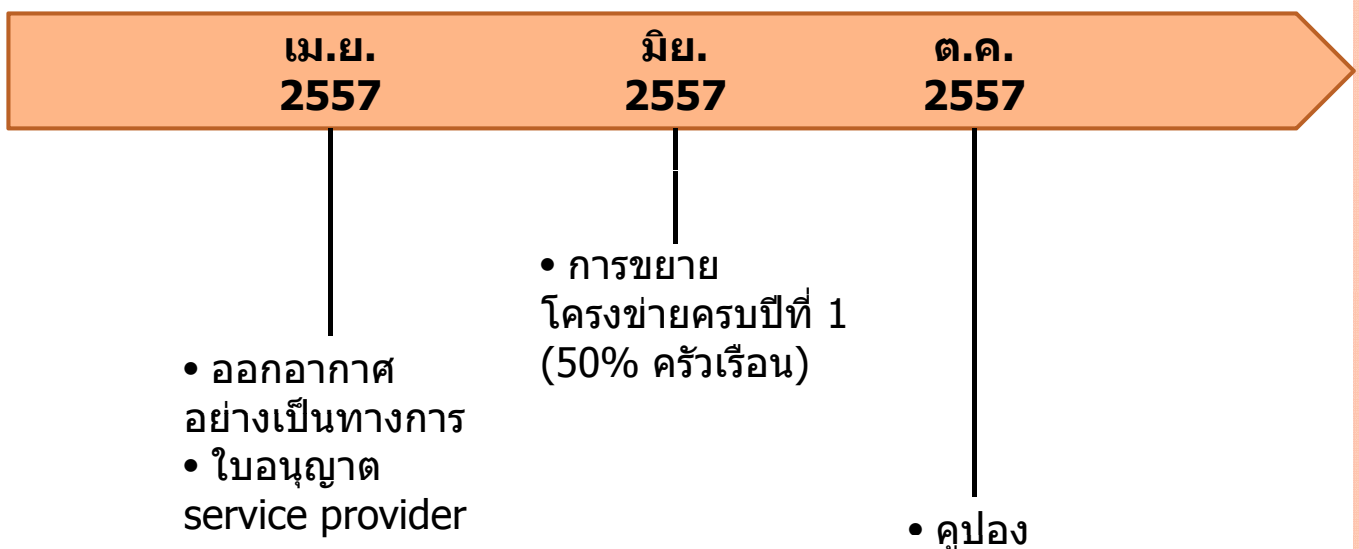 เม.ย.
2557
มิย.
2557
ต.ค.
2557
• การขยาย
โครงข่ายครบปีที่ 1
(50% ครัวเรือน)
• ออกอากาศ
อย่างเป็นทางการ
• ใบอนุญาต
service provider
• คูปอง